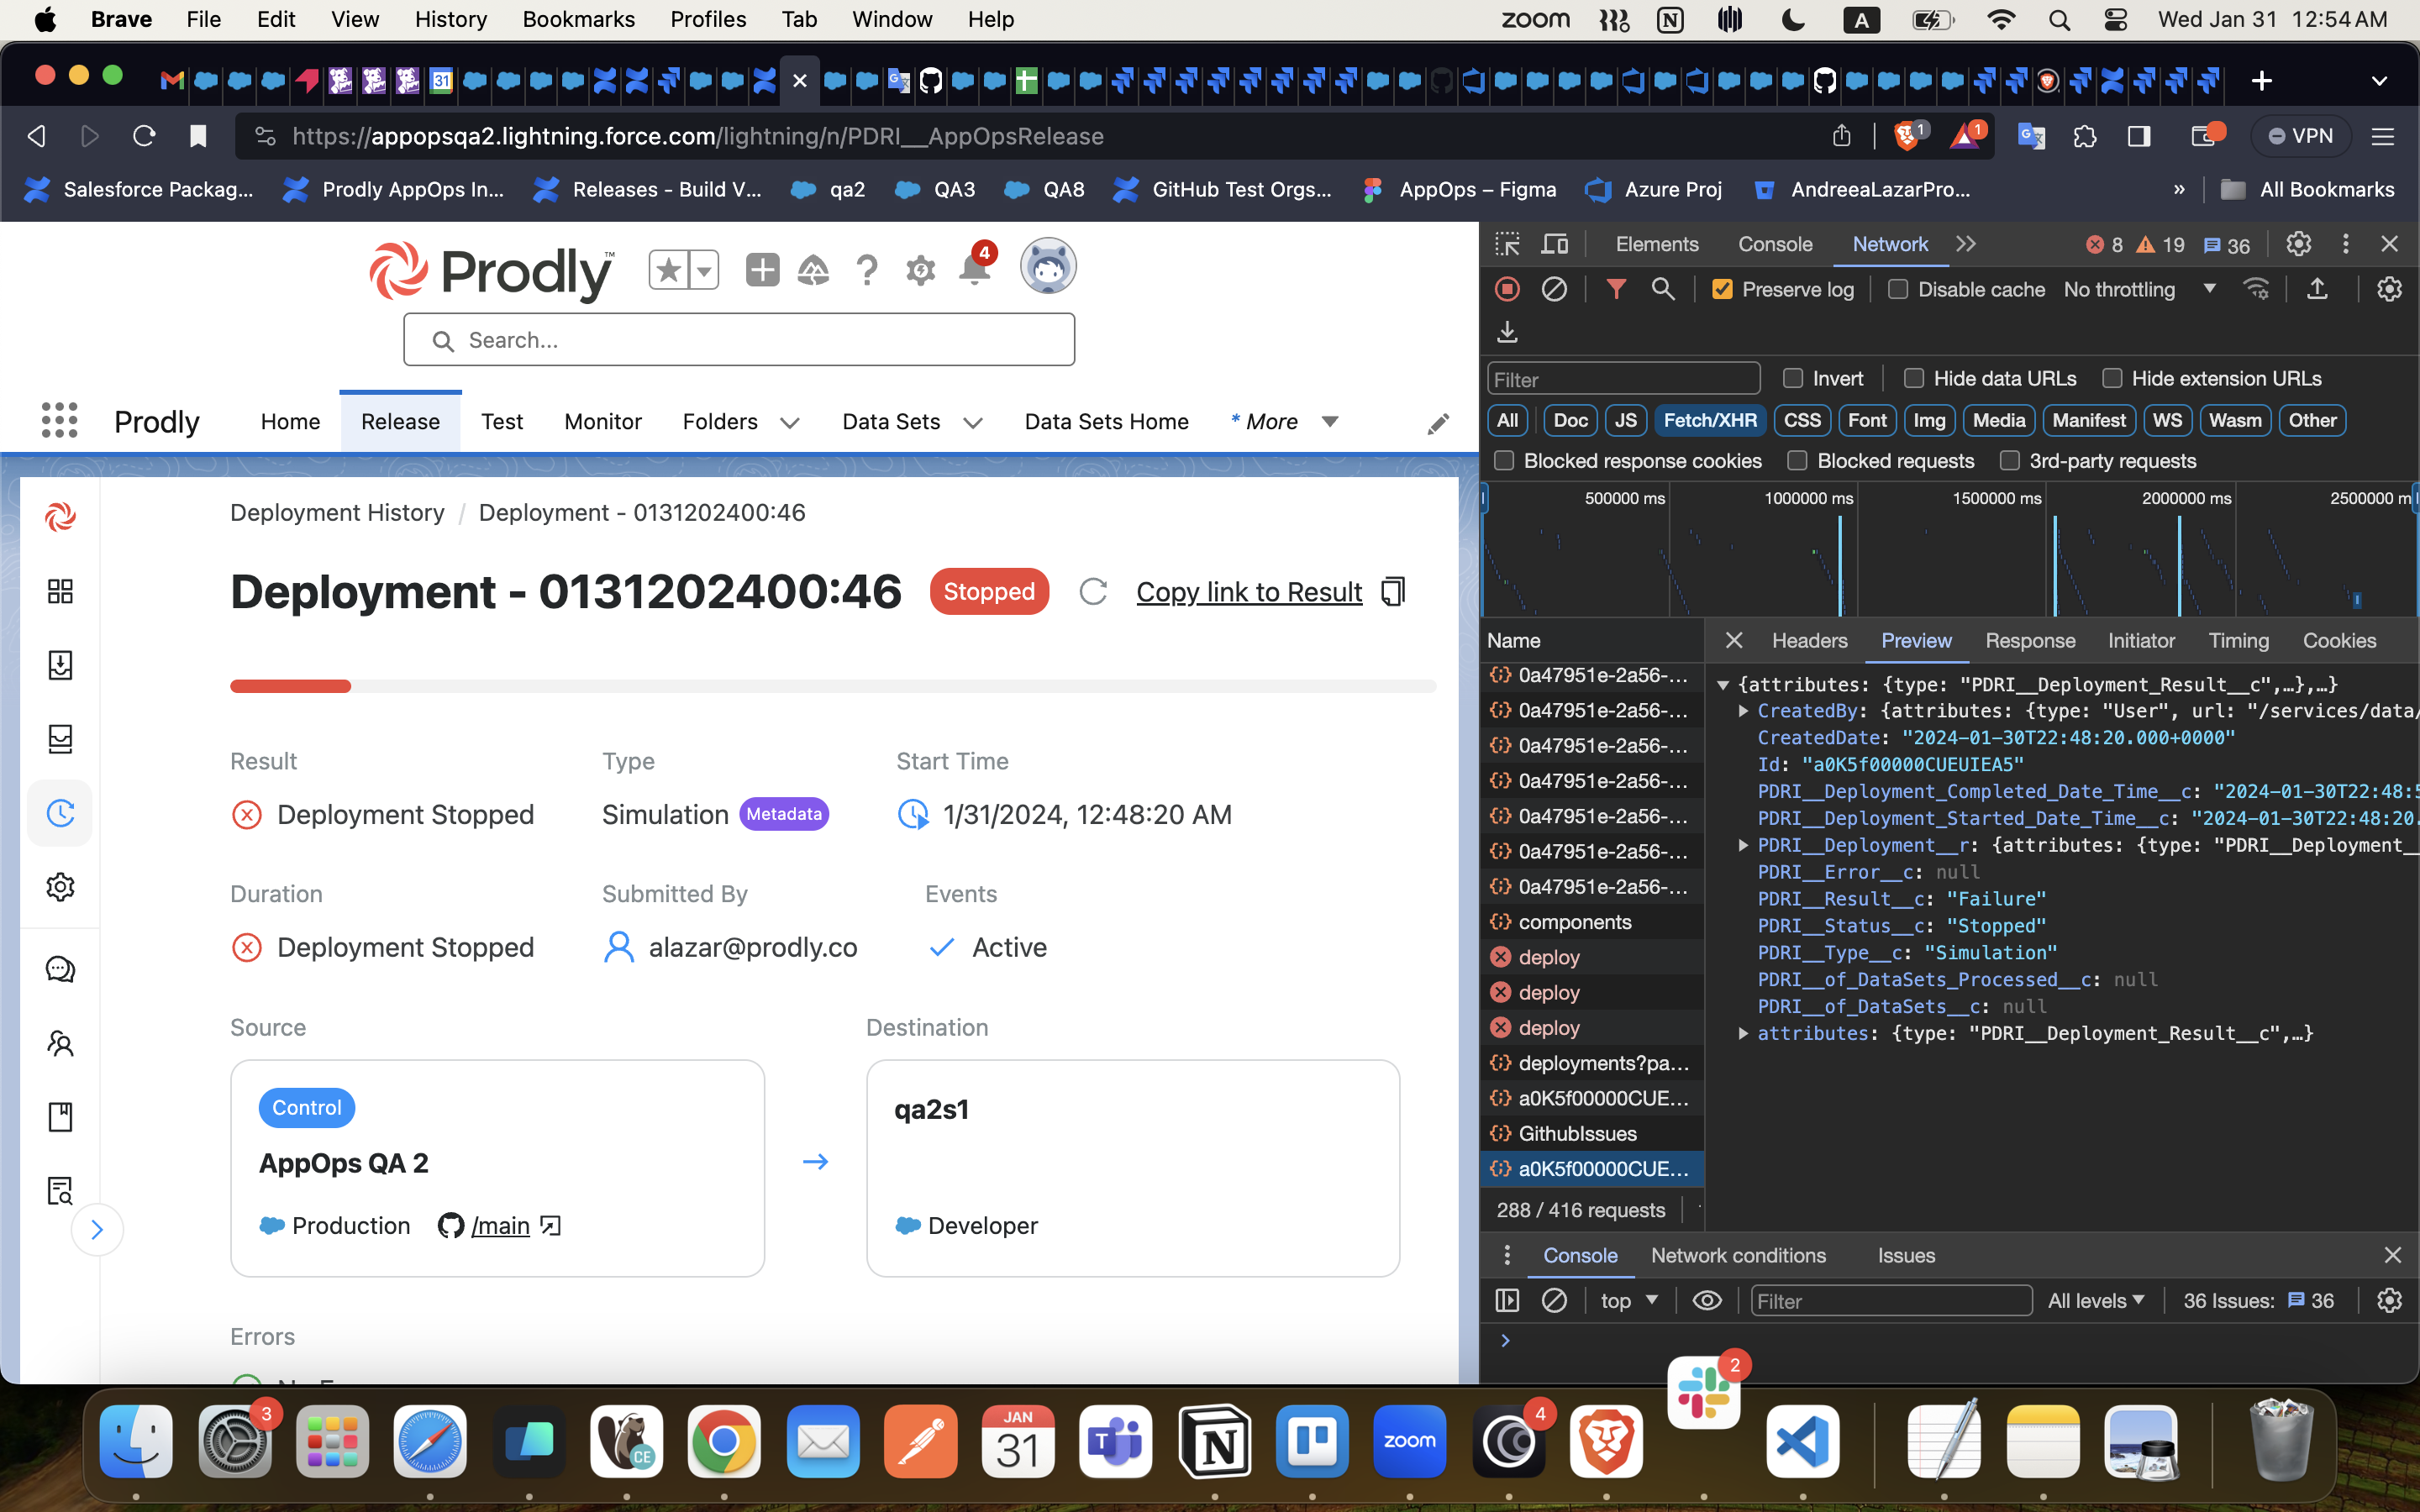 Brave File Edit View History Bookmarks Profiles Tab Window Help zoom A Wed Jan 31 12:54 AM
31
https://appopsqa2.lightning.force.com/lightning/n/PDRI__AppOpsRelease 1 1 VPN
Salesforce Packag... Prodly AppOps In... Releases - Build V... qa2 QA3 QA8 GitHub Test Orgs... AppOps – Figma Azure Proj AndreeaLazarPro... » All Bookmarks
Prodly™ 4
Search...
Prodly Home Release Test Monitor Folders Data Sets Data Sets Home * More
Deployment History / Deployment - 0131202400:46
Deployment - 0131202400:46 Stopped Copy link to Result
Result Type Start Time
Deployment Stopped Simulation Metadata 1/31/2024, 12:48:20 AM
Duration Submitted By Events
Deployment Stopped alazar@prodly.co Active
Source Destination
Control
AppOps QA 2
Production /main
qa2s1
Developer
Errors
Elements Console Network 8 19 36
Preserve log Disable cache No throttling
Filter Invert Hide data URLs Hide extension URLs
All Doc JS Fetch/XHR CSS Font Img Media Manifest WS Wasm Other
Blocked response cookies Blocked requests 3rd-party requests
500000 ms 1000000 ms 1500000 ms 2000000 ms 2500000 m
Name Headers Preview Response Initiator Timing Cookies
0a47951e-2a56-...
0a47951e-2a56-...
0a47951e-2a56-...
0a47951e-2a56-...
0a47951e-2a56-...
0a47951e-2a56-...
0a47951e-2a56-...
components
deploy
deploy
deploy
deployments?pa...
a0K5f00000CUE...
GithubIssues
a0K5f00000CUE...
288 / 416 requests
{attributes: {type: "PDRI__Deployment_Result__c",…},…}
CreatedBy: {attributes: {type: "User", url: "/services/data/
CreatedDate: "2024-01-30T22:48:20.000+0000"
Id: "a0K5f00000CUEUIEA5"
PDRI__Deployment_Completed_Date_Time__c: "2024-01-30T22:48:5
PDRI__Deployment_Started_Date_Time__c: "2024-01-30T22:48:20.
PDRI__Deployment__r: {attributes: {type: "PDRI__Deployment__
PDRI__Error__c: null
PDRI__Result__c: "Failure"
PDRI__Status__c: "Stopped"
PDRI__Type__c: "Simulation"
PDRI__of_DataSets_Processed__c: null
PDRI__of_DataSets__c: null
attributes: {type: "PDRI__Deployment_Result__c",…}
Console Network conditions Issues
top Filter All levels 36 Issues: 36
3 CE JAN 31 T N zoom 4 2